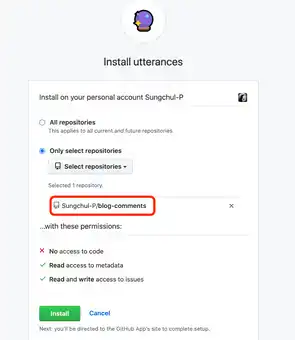 Install utterances
Install on your personal account Sungchul-P
All repositories
This applies to all current and future repositories.
Only select repositories
Select repositories
Selected 1 repository.
Sungchul-P/blog-comments ×
...with these permissions:
No access to code
Read access to metadata
Read and write access to issues
Install Cancel
Next: you'll be directed to the GitHub App's site to complete setup.